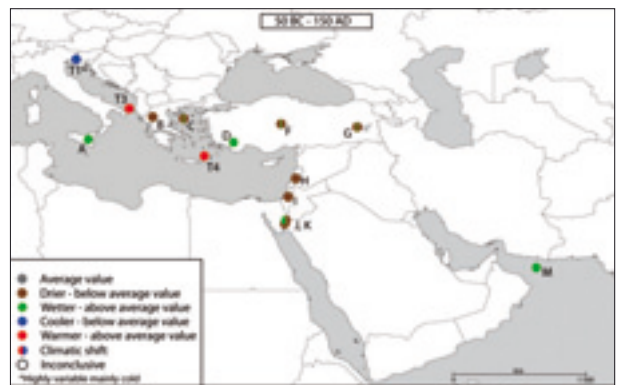 50 BC - 150 AD
T1*
T3
B
C
F
G
A
D
T4
H
I
J, K
M
Average value
Drier - below average value
Wetter - above average value
Cooler - below average value
Warmer - above average value
Climatic shift
Inconclusive
*Highly variable mainly cold